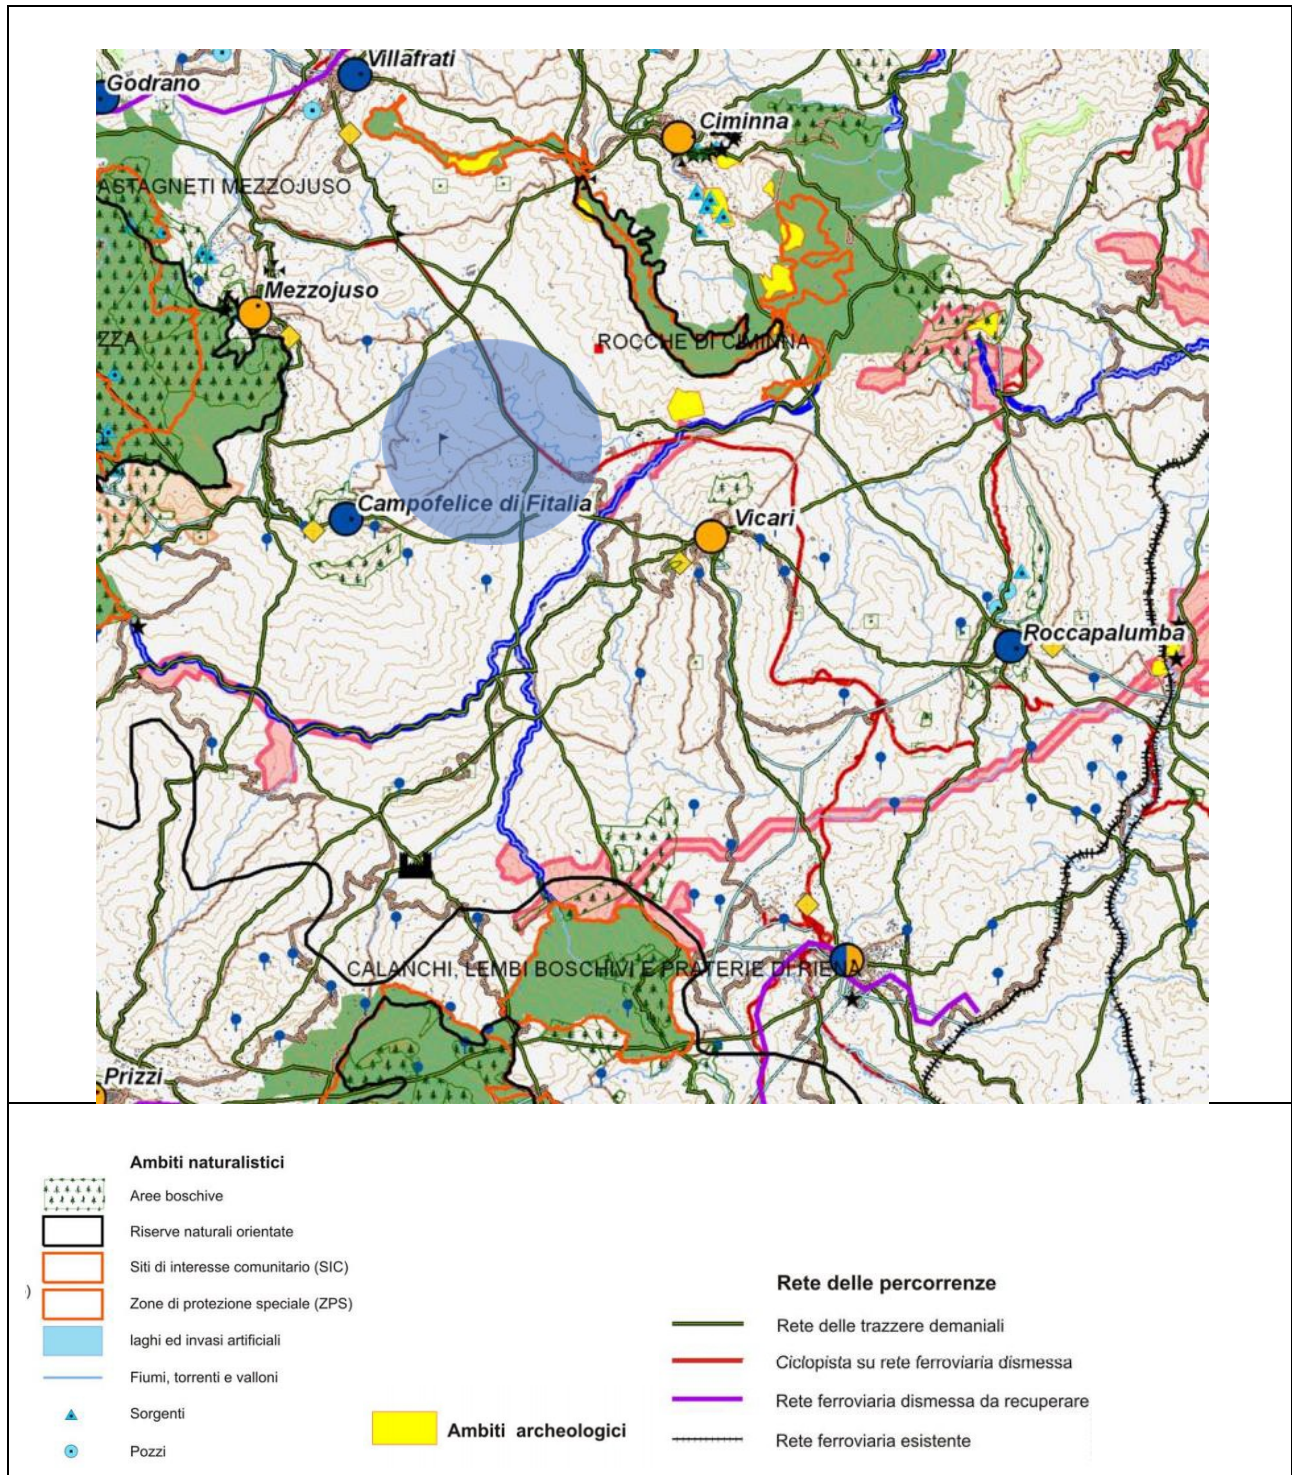 Villafrati
Godrano
Ciminna
ASTAGNETI MEZZOJUSO
Mezzojuso
ZZA
ROCCHE DI CIMINNA
Campofelice di Fitalia
Vicari
Roccapalumba
CALANCHI, LEMBI BOSCHIVI E PRATERIE DI RIENA
Prizzi
Ambiti naturalistici
Aree boschive
Riserve naturali orientate
Siti di interesse comunitario (SIC)
)
Zone di protezione speciale (ZPS)
laghi ed invasi artificiali
Fiumi, torrenti e valloni
Sorgenti
Pozzi
Ambiti archeologici
Rete delle percorrenze
Rete delle trazzere demaniali
Ciclopista su rete ferroviaria dismessa
Rete ferroviaria dismessa da recuperare
Rete ferroviaria esistente